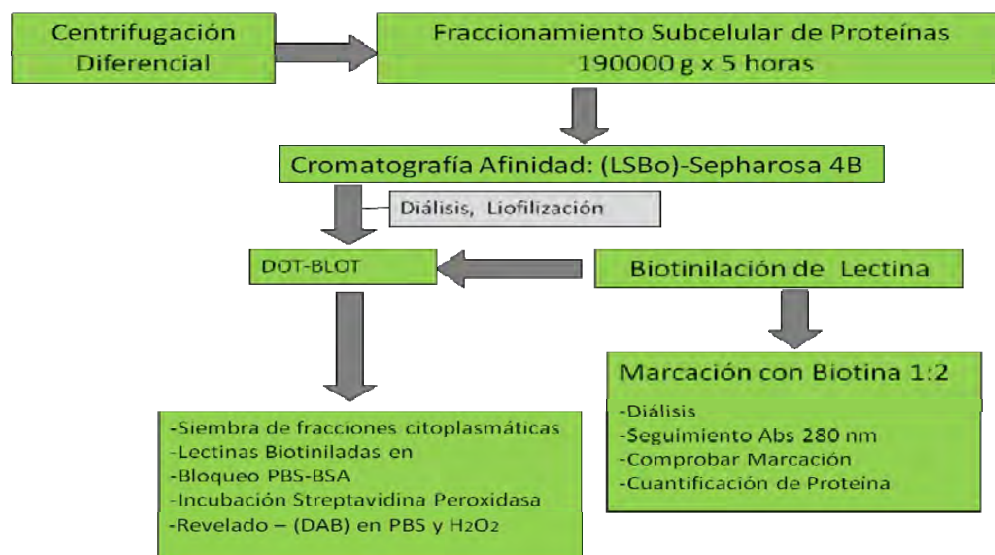 Centrifugación
Diferencial
Fraccionamiento Subcelular de Proteínas
190000 g x 5 horas
Cromatografía Afinidad: (LSBo)-Sepharosa 4B
Diálisis, Liofilización
DOT-BLOT
Biotinilación de Lectina
Marcación con Biotina 1:2
-Diálisis
-Seguimiento Abs 280 nm
-Comprobar Marcación
-Cuantificación de Proteína
-Siembra de fracciones citoplasmáticas
-Lectinas Biotiniladas en
-Bloqueo PBS-BSA
-Incubación Streptavidina Peroxidasa
-Revelado – (DAB) en PBS y H2O2